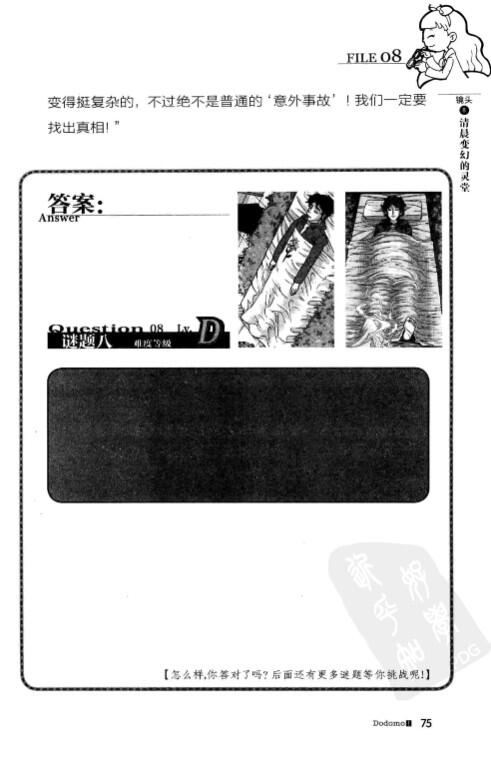 FILE 08
镜头
清晨变幻的灵堂
变得挺复杂的，不过绝不是普通的‘意外事故’！我们一定要
找出真相！”
答案：
Answer
Question 08 Lv. D
谜题八 难度等级
【怎么样,你答对了吗？后面还有更多谜题等你挑战呢！】
Dodomo 75